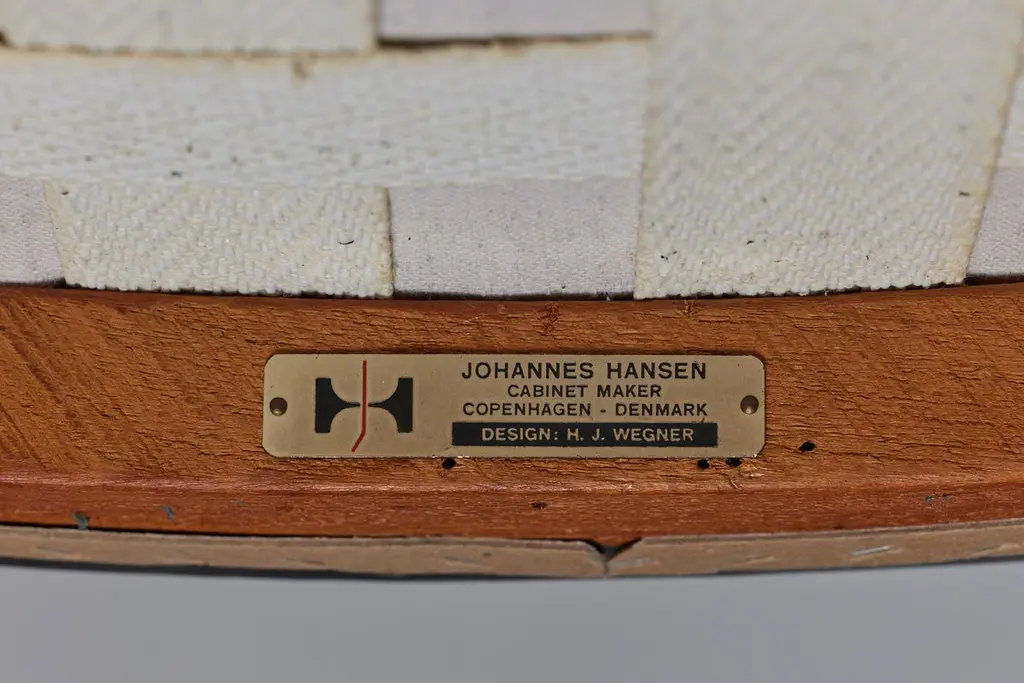 JOHANNES HANSEN
CABINET MAKER
COPENHAGEN - DENMARK
DESIGN: H. J. WEGNER